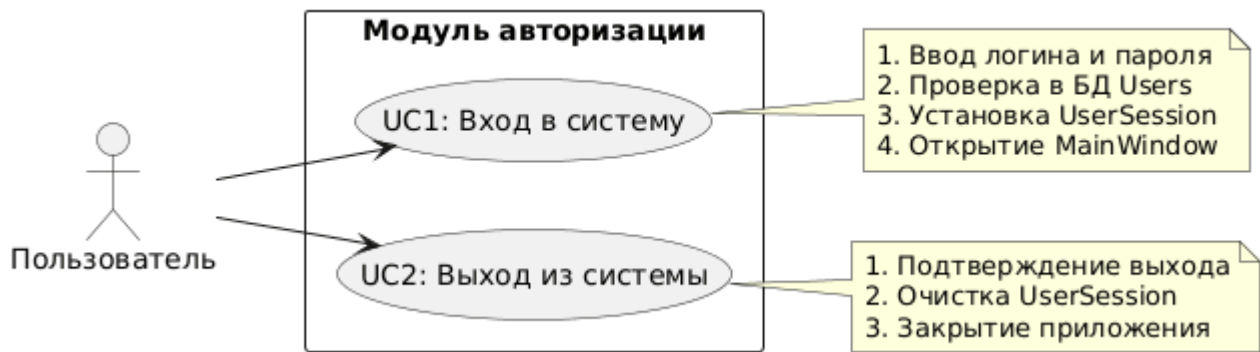 Модуль авторизации
UC1: Вход в систему
1. Ввод логина и пароля
2. Проверка в БД Users
3. Установка UserSession
4. Открытие MainWindow
Пользователь
UC2: Выход из системы
1. Подтверждение выхода
2. Очистка UserSession
3. Закрытие приложения